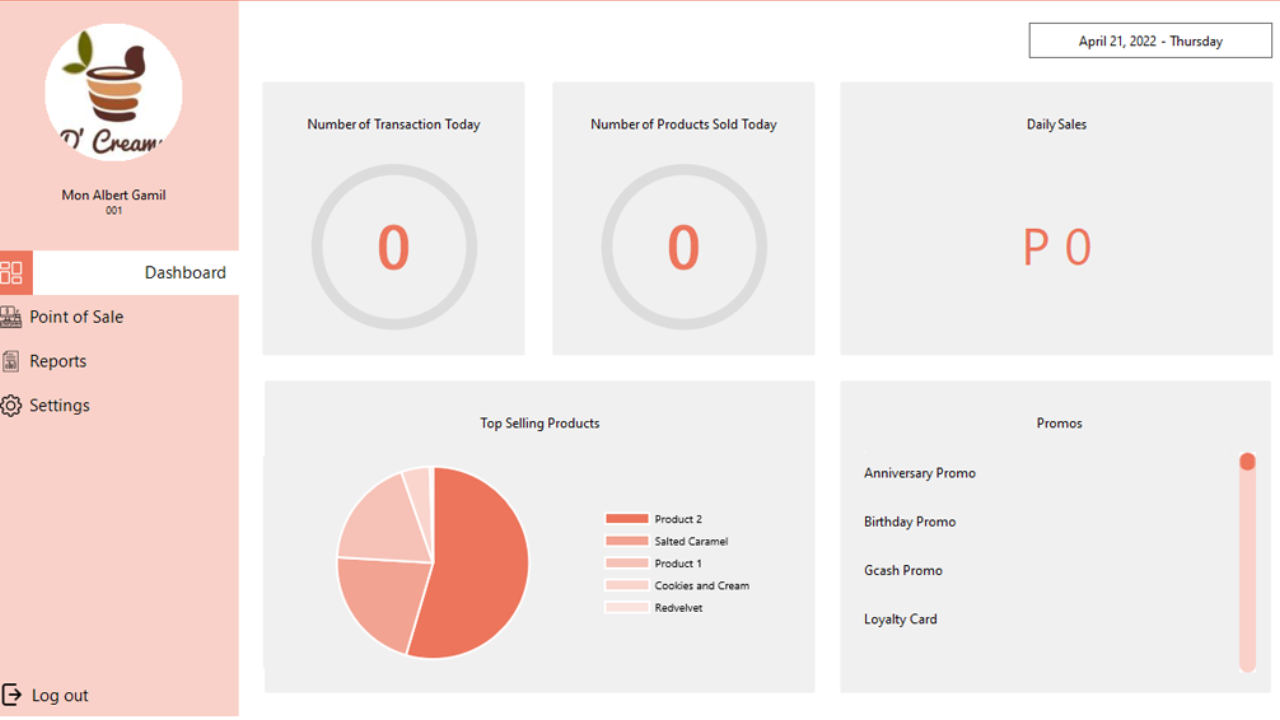 D' Cream
Mon Albert Gamil
001
Dashboard
Point of Sale
Reports
Settings
Log out
April 21, 2022 - Thursday
Number of Transaction Today
0
Number of Products Sold Today
0
Daily Sales
P 0
Top Selling Products
Product 2
Salted Caramel
Product 1
Cookies and Cream
Redvelvet
Promos
Anniversary Promo
Birthday Promo
Gcash Promo
Loyalty Card